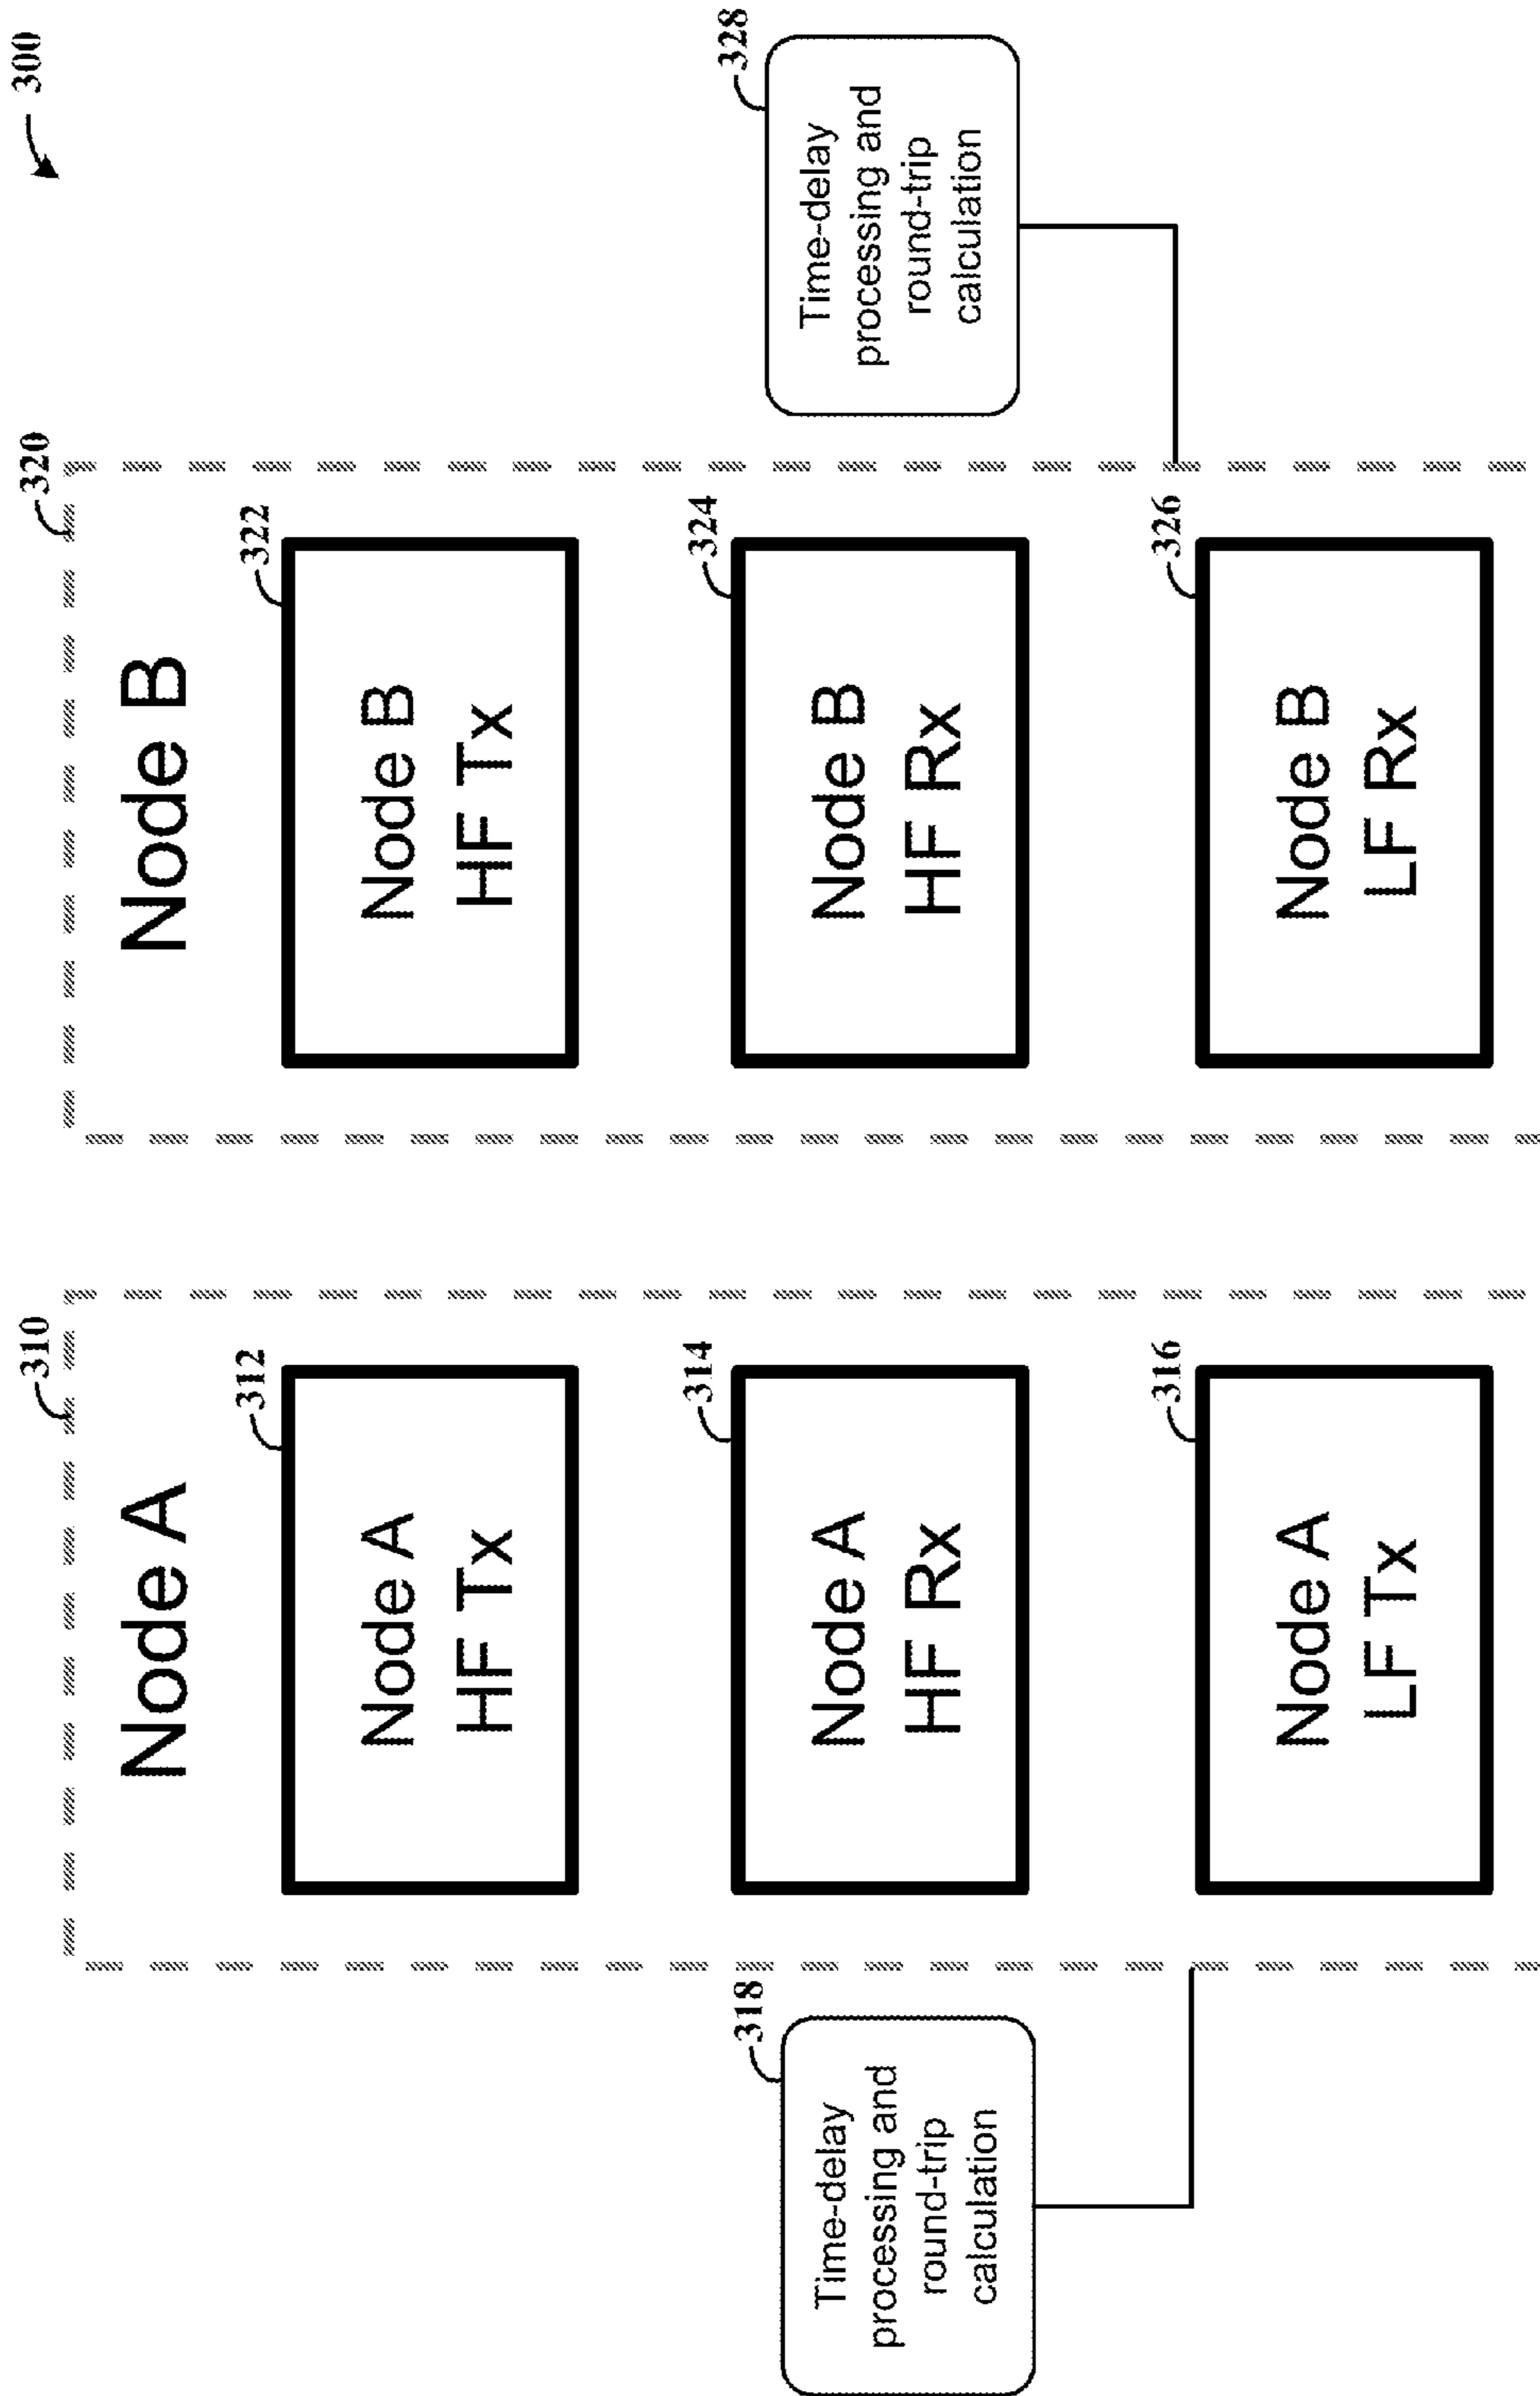 300
310
Node A
312
Node A
HF Tx
314
Node A
HF Rx
316
Node A
LF Tx
318
Time-delay
processing and
round-trip
calculation
320
Node B
322
Node B
HF Tx
324
Node B
HF Rx
326
Node B
LF Rx
328
Time-delay
processing and
round-trip
calculation